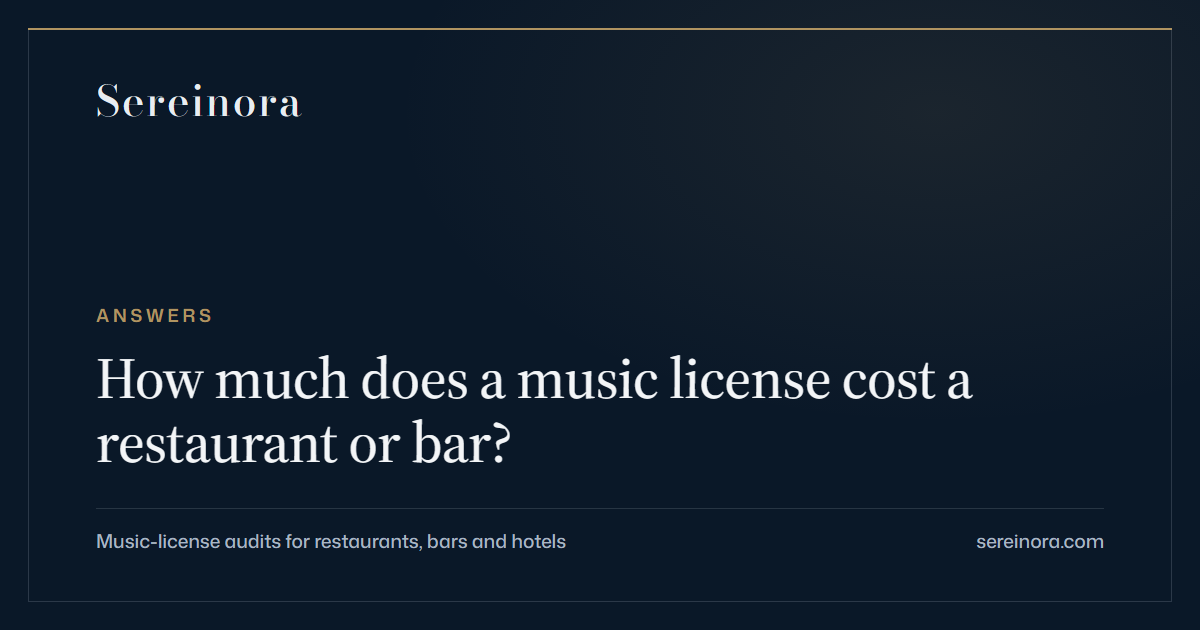 Sereinora
ANSWERS
How much does a music license cost a
restaurant or bar?
Music-license audits for restaurants, bars and hotels
sereinora.com